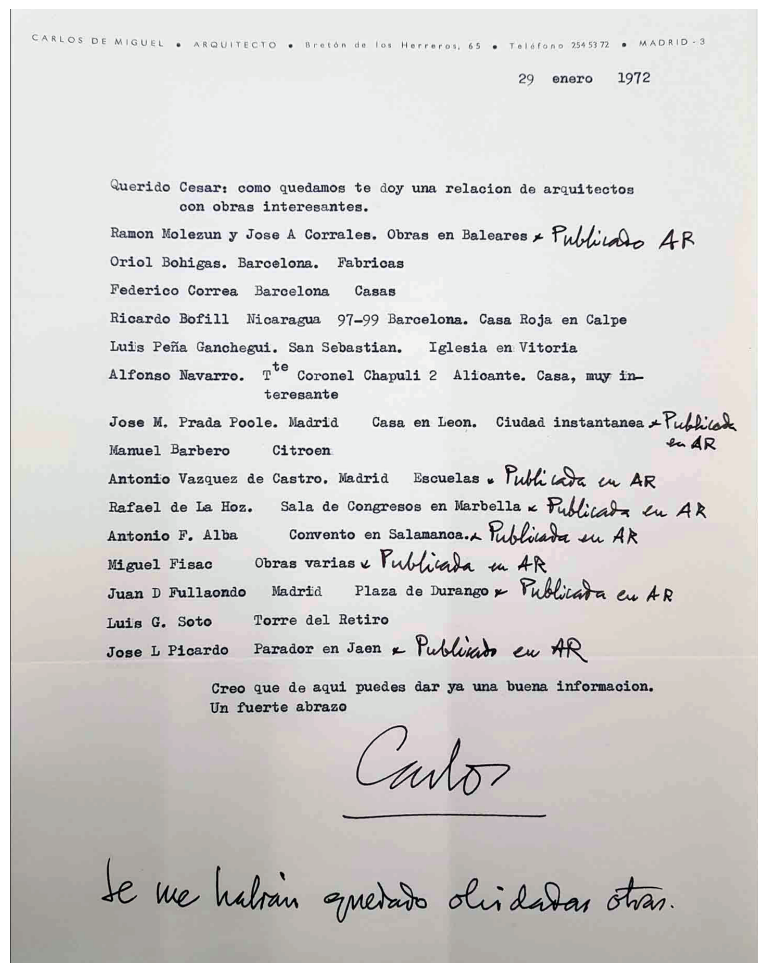 CARLOS DE MIGUEL • ARQUITECTO • Bretón de los Herreros, 65 • Teléfono 254 53 72 • MADRID - 3
29 enero 1972
Querido Cesar: como quedamos te doy una relacion de arquitectos
con obras interesantes.
Ramon Molezun y Jose A Corrales. Obras en Baleares x Publicado AR
Oriol Bohigas. Barcelona. Fabricas
Federico Correa Barcelona Casas
Ricardo Bofill Nicaragua 97-99 Barcelona. Casa Roja en Calpe
Luis Peña Ganchegui. San Sebastian. Iglesia en Vitoria
Alfonso Navarro. Tte Coronel Chapuli 2 Alicante. Casa, muy in-
teresante
Jose M. Prada Poole. Madrid Casa en Leon. Ciudad instantanea x Publicada
en AR
Manuel Barbero Citroen
Antonio Vazquez de Castro. Madrid Escuelas x Publicada en AR
Rafael de La Hoz. Sala de Congresos en Marbella x Publicada en AR
Antonio F. Alba Convento en Salamanca. x Publicada en AR
Miguel Fisac Obras varias x Publicada en AR
Juan D Fullaondo Madrid Plaza de Durango x Publicada en AR
Luis G. Soto Torre del Retiro
Jose L Picardo Parador en Jaen x Publicado en AR
Creo que de aqui puedes dar ya una buena informacion.
Un fuerte abrazo
Carlos
Se me habrán quedado olvidadas otras.